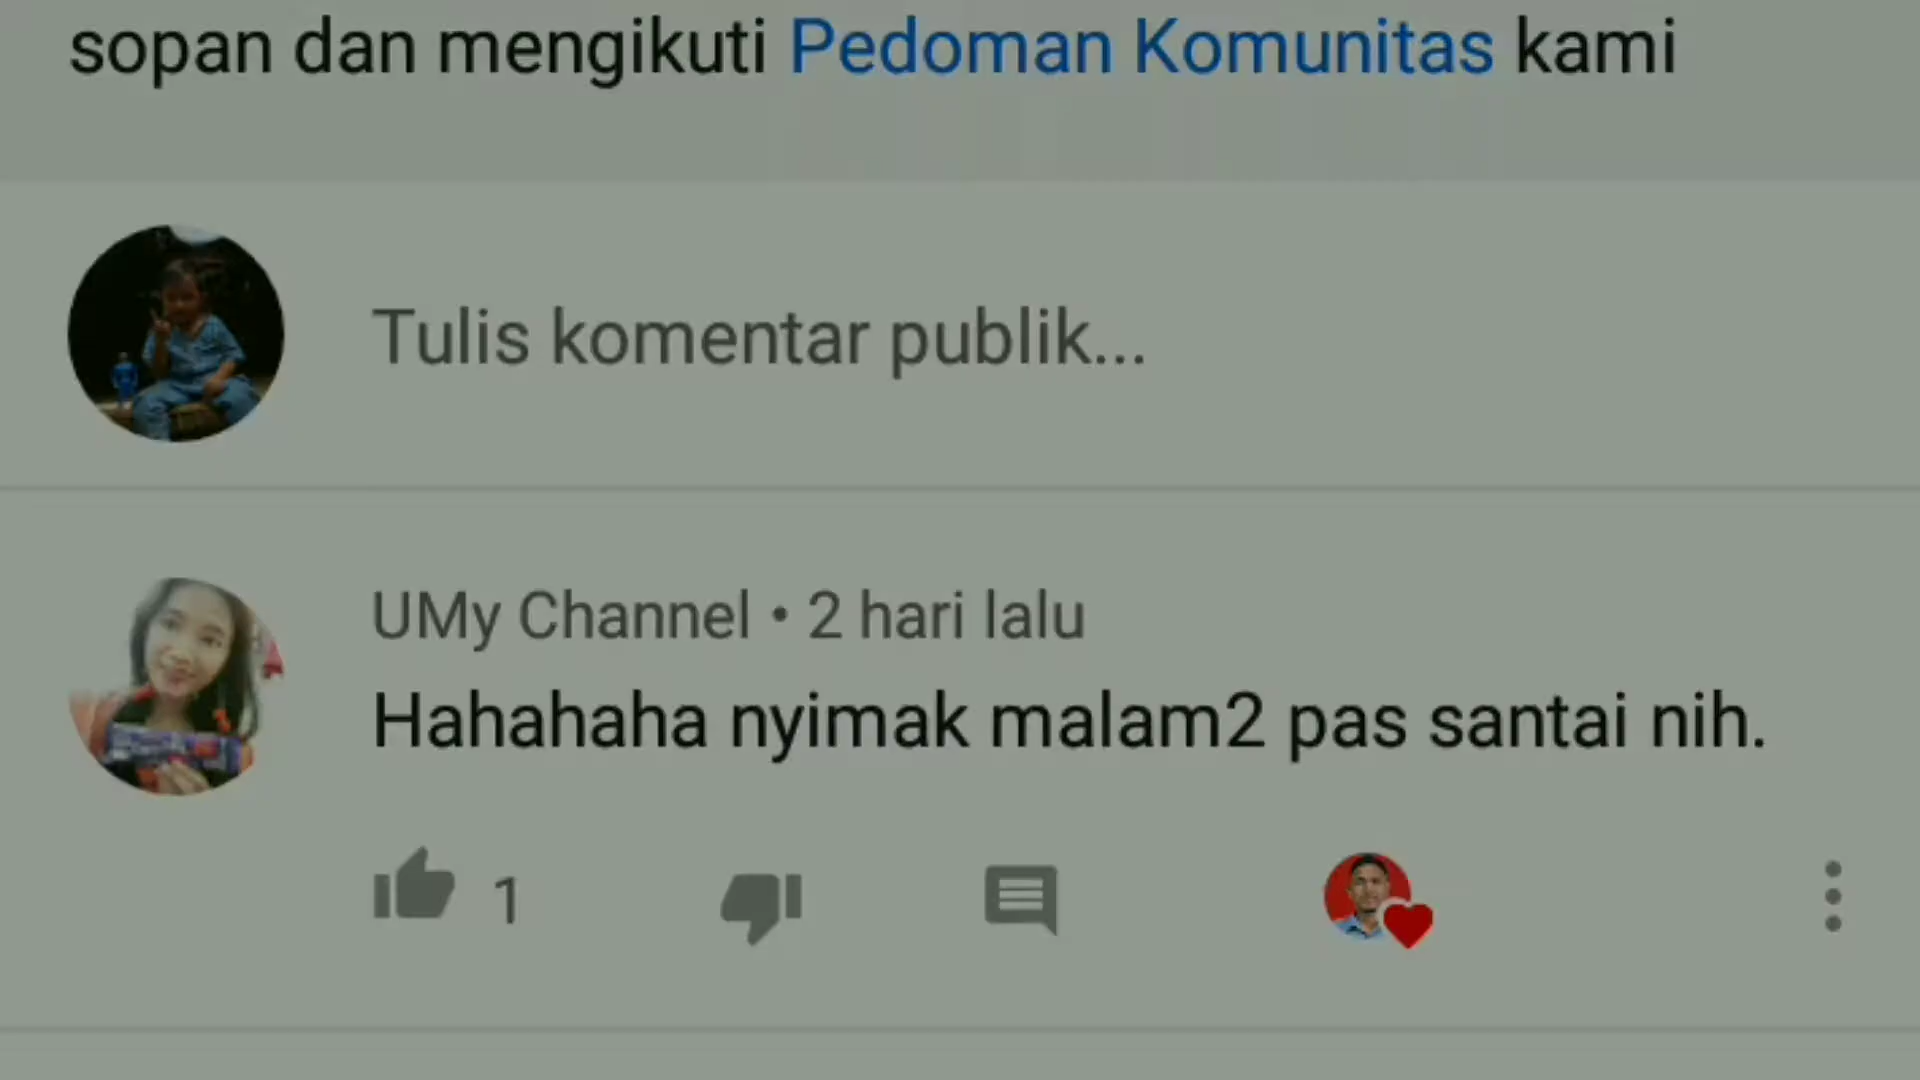 sopan dan mengikuti Pedoman Komunitas kami
Tulis komentar publik...
UMy Channel • 2 hari lalu
Hahahaha nyimak malam2 pas santai nih.
1